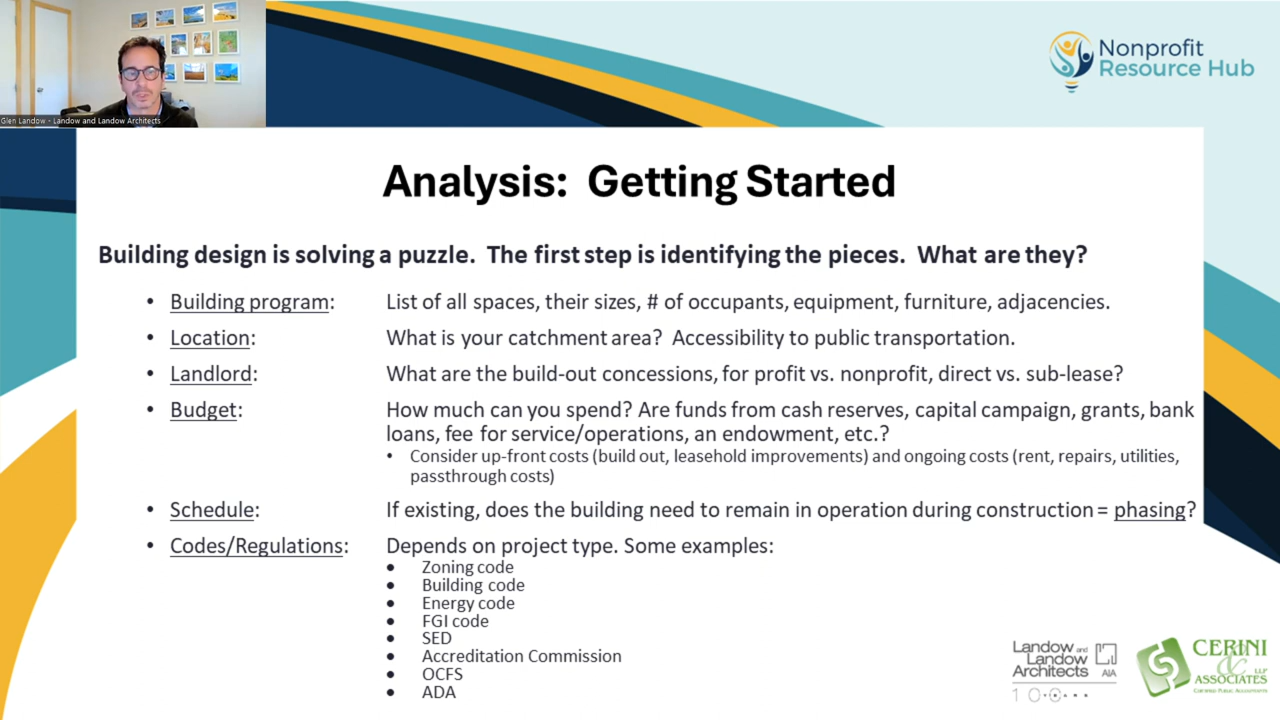 Glen Landow - Landow and Landow Architects
Nonprofit
Resource Hub
Analysis: Getting Started
Building design is solving a puzzle. The first step is identifying the pieces. What are they?
• Building program: List of all spaces, their sizes, # of occupants, equipment, furniture, adjacencies.
• Location: What is your catchment area? Accessibility to public transportation.
• Landlord: What are the build-out concessions, for profit vs. nonprofit, direct vs. sub-lease?
• Budget: How much can you spend? Are funds from cash reserves, capital campaign, grants, bank
loans, fee for service/operations, an endowment, etc.?
• Consider up-front costs (build out, leasehold improvements) and ongoing costs (rent, repairs, utilities,
passthrough costs)
• Schedule: If existing, does the building need to remain in operation during construction = phasing?
• Codes/Regulations: Depends on project type. Some examples:
● Zoning code
● Building code
● Energy code
● FGI code
● SED
● Accreditation Commission
● OCFS
● ADA
Landow and
Landow
Architects AIA
CERINI
& ASSOCIATES LLP
Certified Public Accountants